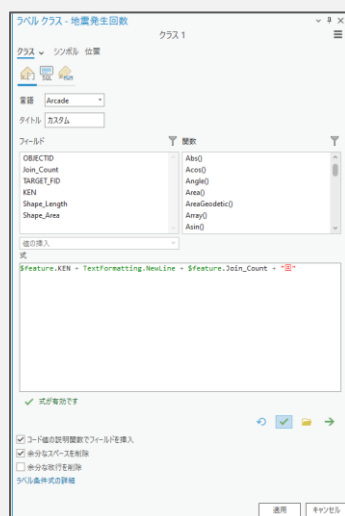 ラベル クラス - 地震発生回数
クラス 1
クラス シンボル 位置
言語 Arcade
タイトル カスタム
フィールド 関数
OBJECTID Abs()
Join_Count Acos()
TARGET_FID Angle()
KEN Area()
Shape_Length AreaGeodetic()
Shape_Area Array()
Asin()
値の挿入
式
$feature.KEN + TextFormatting.NewLine + $feature.Join_Count + "回"
式が有効です
コード値の説明関数でフィールドを挿入
余分なスペースを削除
余分な改行を削除
ラベル条件式の詳細
適用 キャンセル